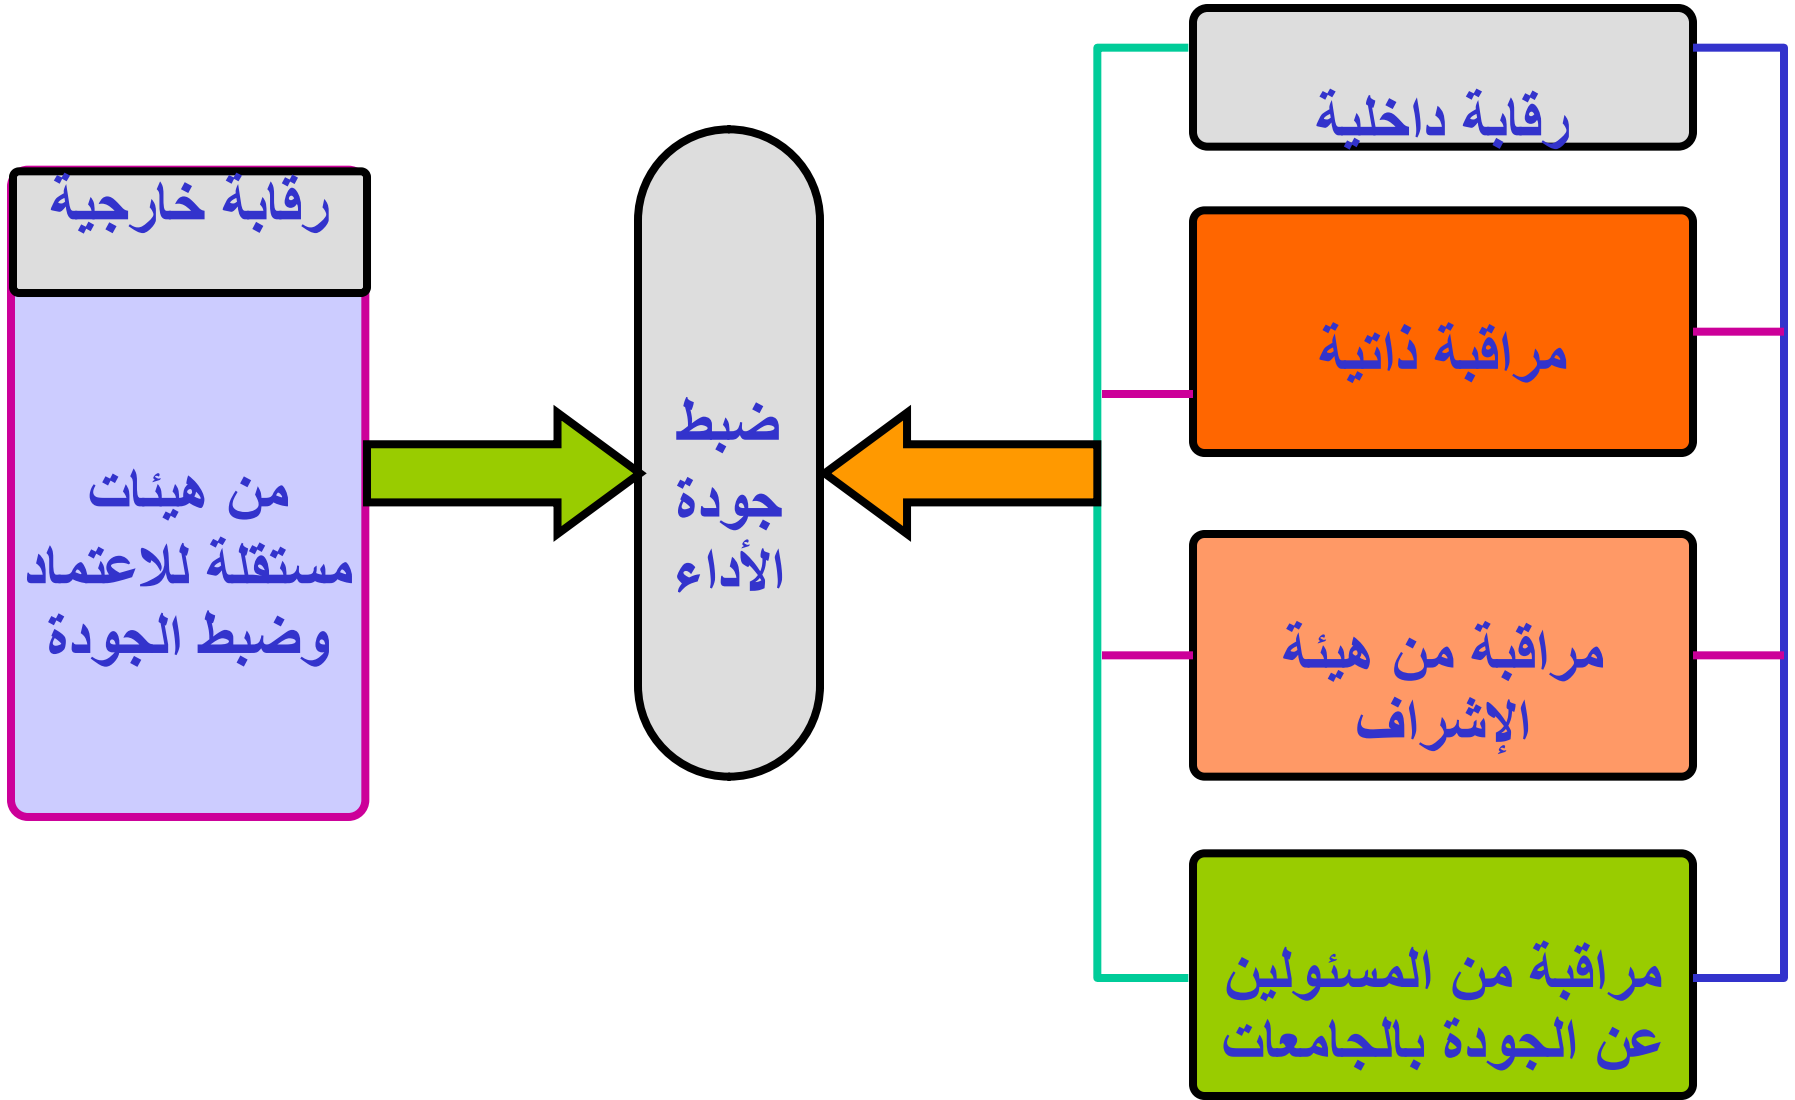 رقابة داخلية
مراقبة ذاتية
مراقبة من هيئة
الإشراف
مراقبة من المسئولين
عن الجودة بالجامعات
ضبط
جودة
الأداء
رقابة خارجية
من هيئات
مستقلة للاعتماد
وضبط الجودة